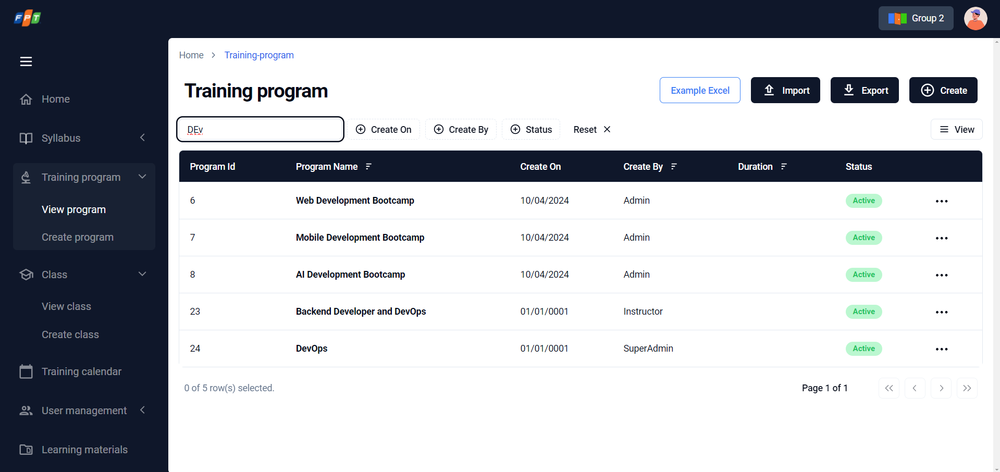 FPT
Group 2
Home
Syllabus
Training program
View program
Create program
Class
View class
Create class
Training calendar
User management
Learning materials
Home > Training-program
Training program
Example Excel
Import
Export
Create
DEv
Create On
Create By
Status
Reset
View
Program Id Program Name Create On Create By Duration Status
6 Web Development Bootcamp 10/04/2024 Admin Active
7 Mobile Development Bootcamp 10/04/2024 Admin Active
8 AI Development Bootcamp 10/04/2024 Admin Active
23 Backend Developer and DevOps 01/01/0001 Instructor Active
24 DevOps 01/01/0001 SuperAdmin Active
0 of 5 row(s) selected.
Page 1 of 1